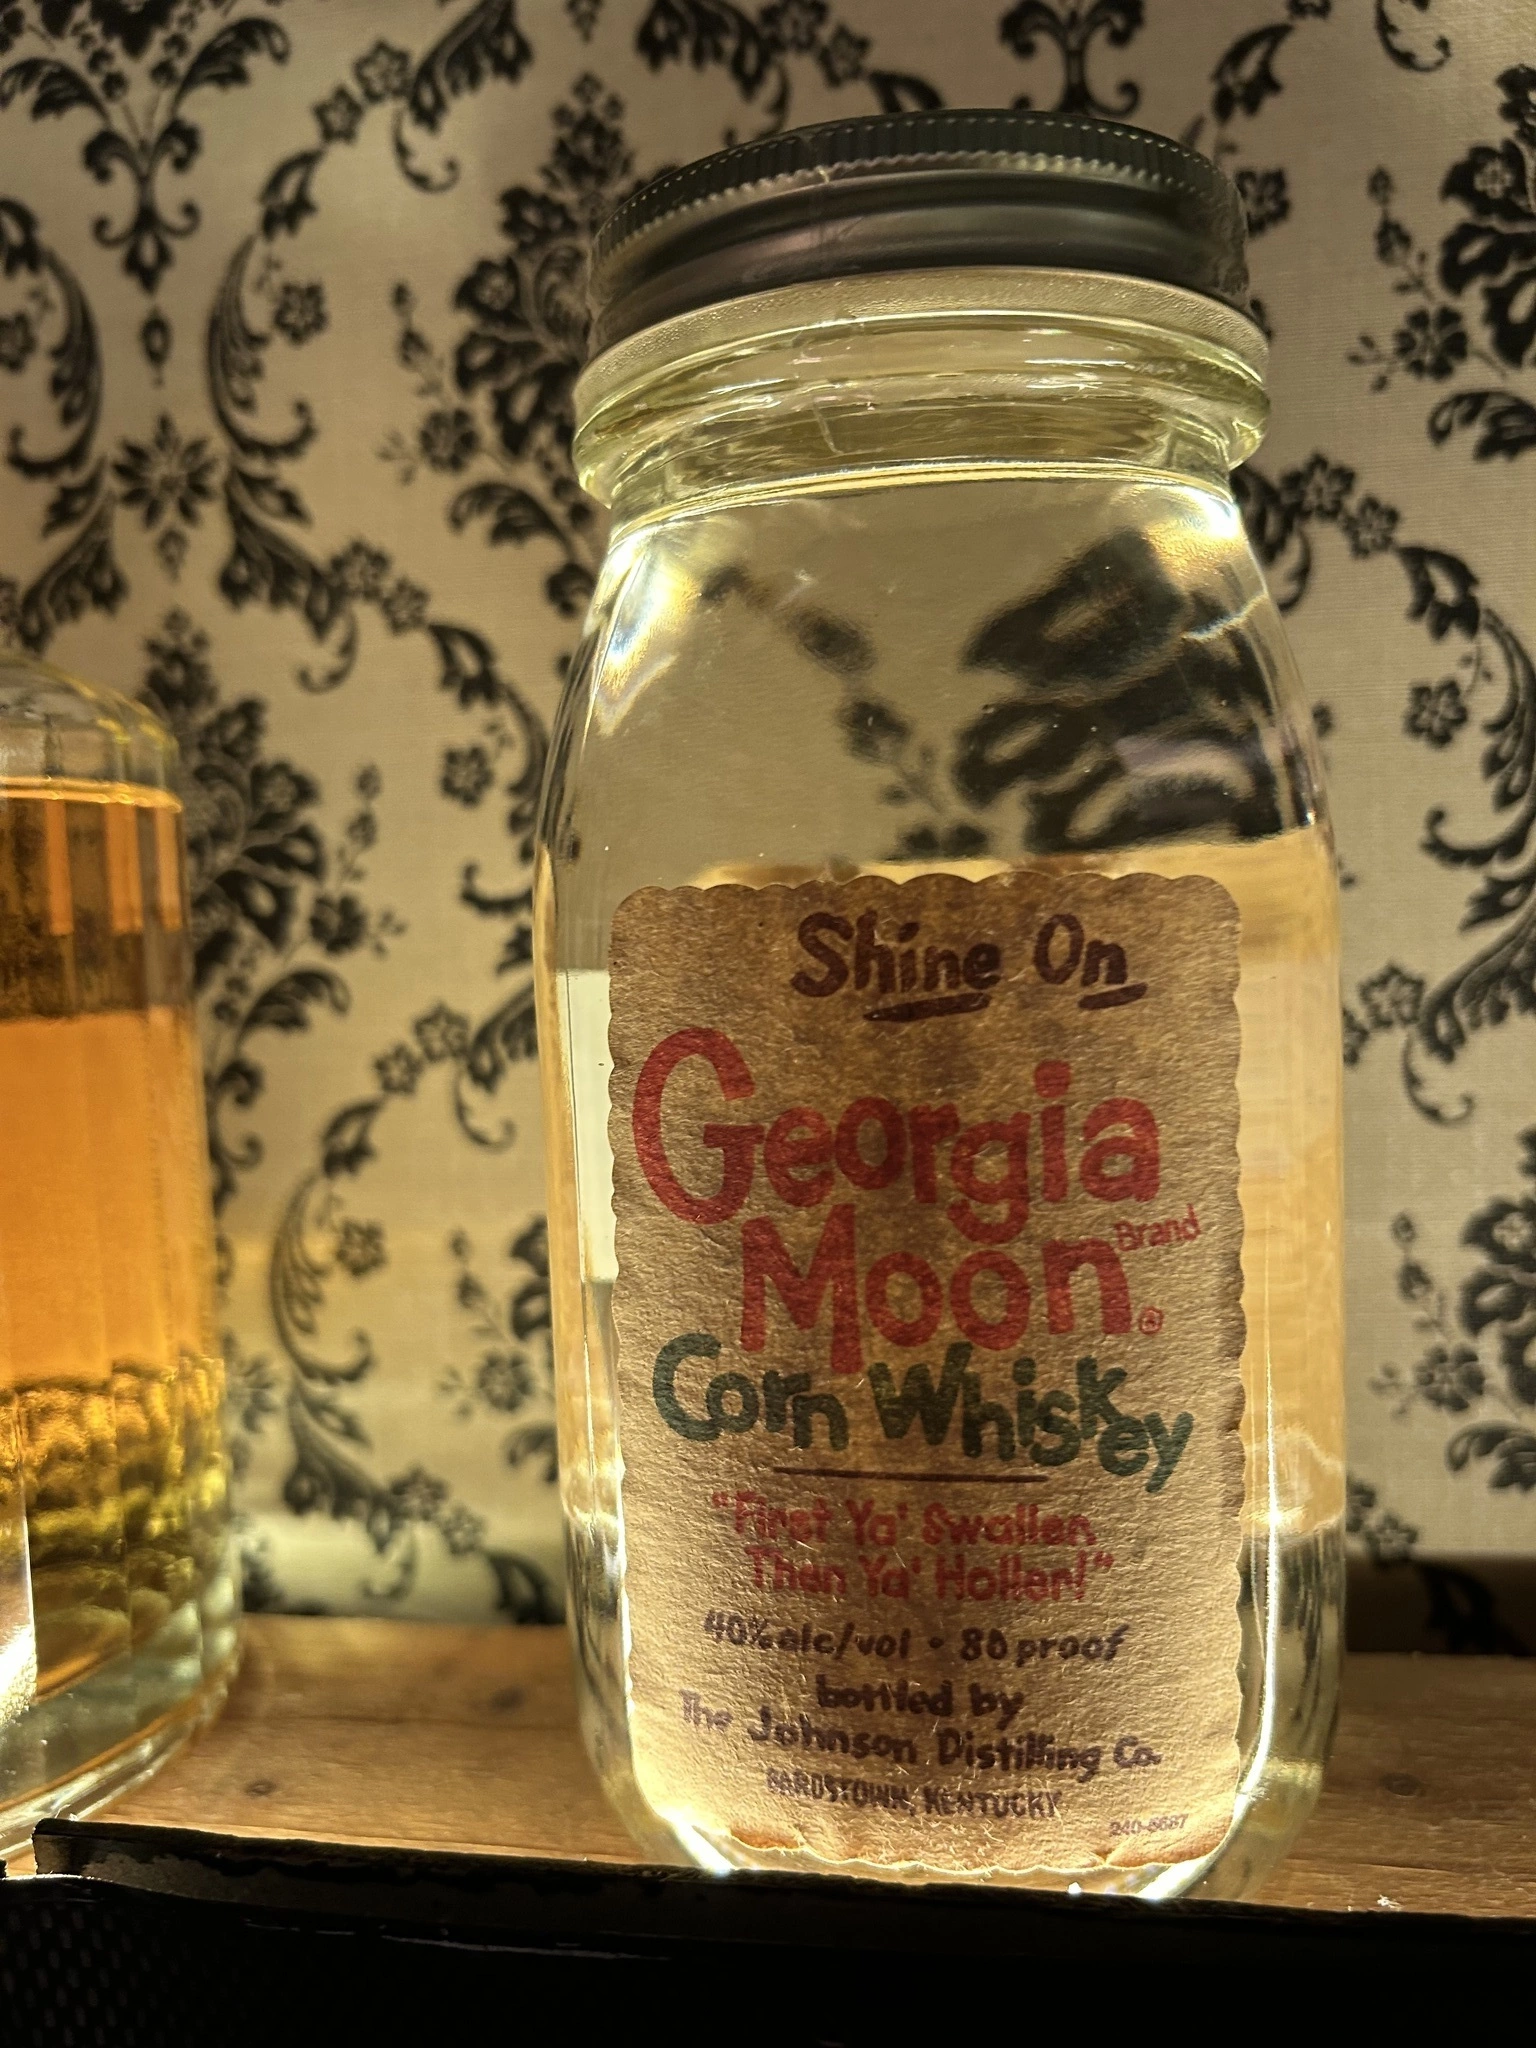 Shine On
Georgia
Moon Brand ®
Corn Whiskey
"First Ya' Swaller,
Then Ya' Holler!"
40% alc/vol • 80 proof
bottled by
The Johnson Distilling Co.
BARDSTOWN, KENTUCKY